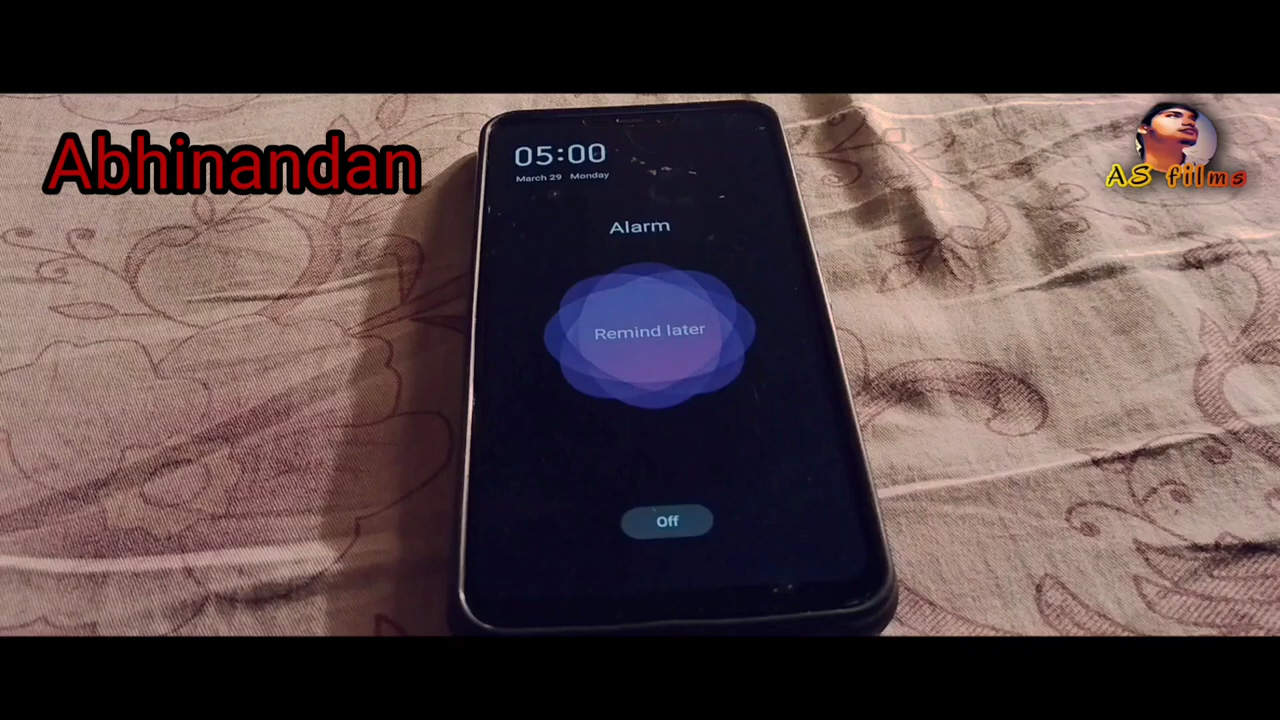 Abhinandan
AS films
05:00
March 29 Monday
Alarm
Remind later
Off